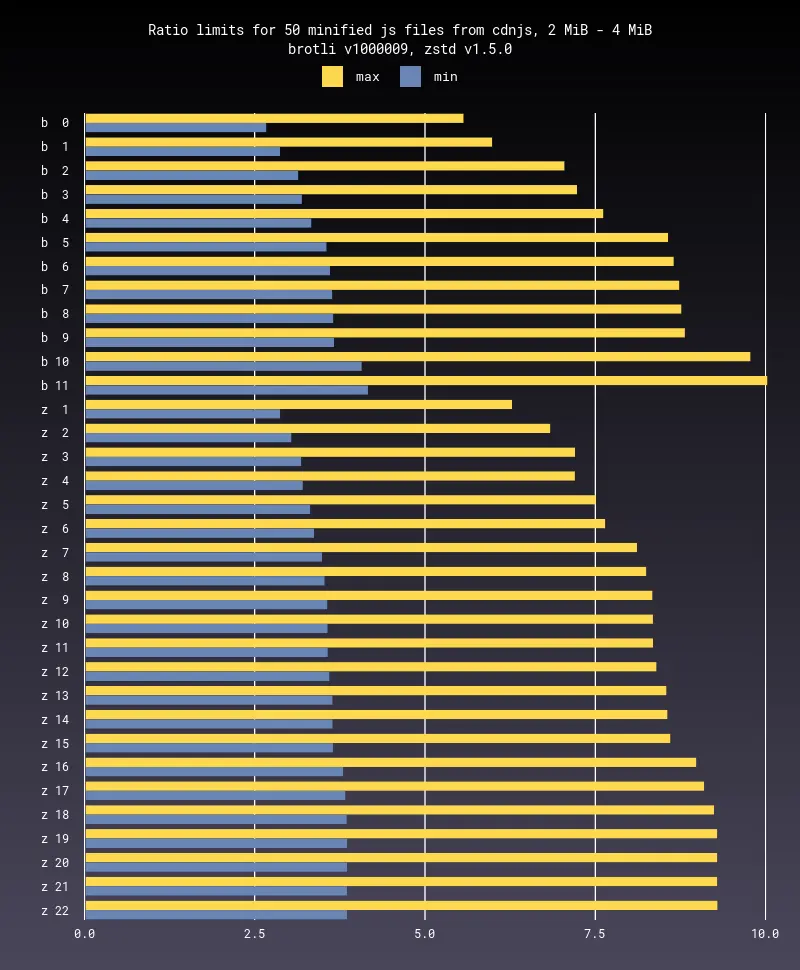 Ratio limits for 50 minified js files from cdnjs, 2 MiB - 4 MiB
brotli v1000009, zstd v1.5.0
max min
b 0
b 1
b 2
b 3
b 4
b 5
b 6
b 7
b 8
b 9
b 10
b 11
z 1
z 2
z 3
z 4
z 5
z 6
z 7
z 8
z 9
z 10
z 11
z 12
z 13
z 14
z 15
z 16
z 17
z 18
z 19
z 20
z 21
z 22
0.0 2.5 5.0 7.5 10.0